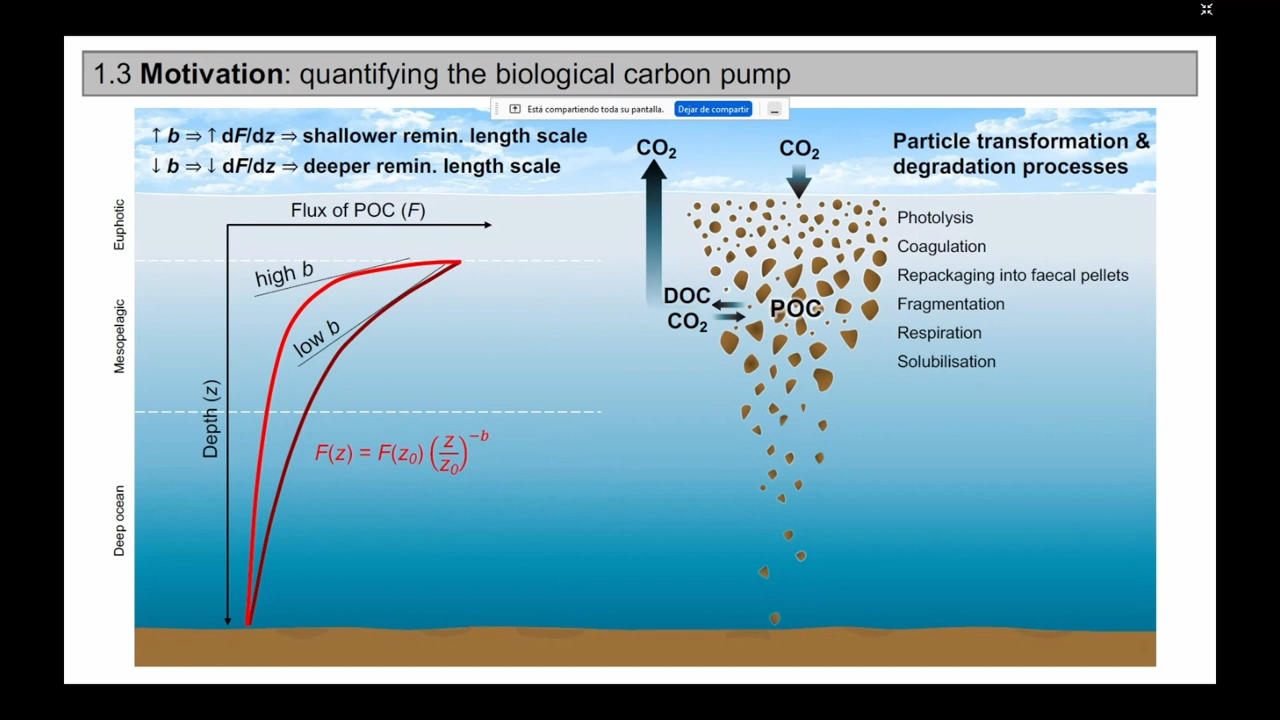 1.3 Motivation: quantifying the biological carbon pump
Está compartiendo toda su pantalla. Dejar de compartir
↑ b ⇒ ↑ dF/dz ⇒ shallower remin. length scale
↓ b ⇒ ↓ dF/dz ⇒ deeper remin. length scale
CO₂
CO₂
Particle transformation &
degradation processes
Euphotic
Mesopelagic
Deep ocean
Flux of POC (F)
Depth (z)
high b
low b
F(z) = F(z₀) (z/z₀)⁻ᵇ
DOC
CO₂
POC
Photolysis
Coagulation
Repackaging into faecal pellets
Fragmentation
Respiration
Solubilisation